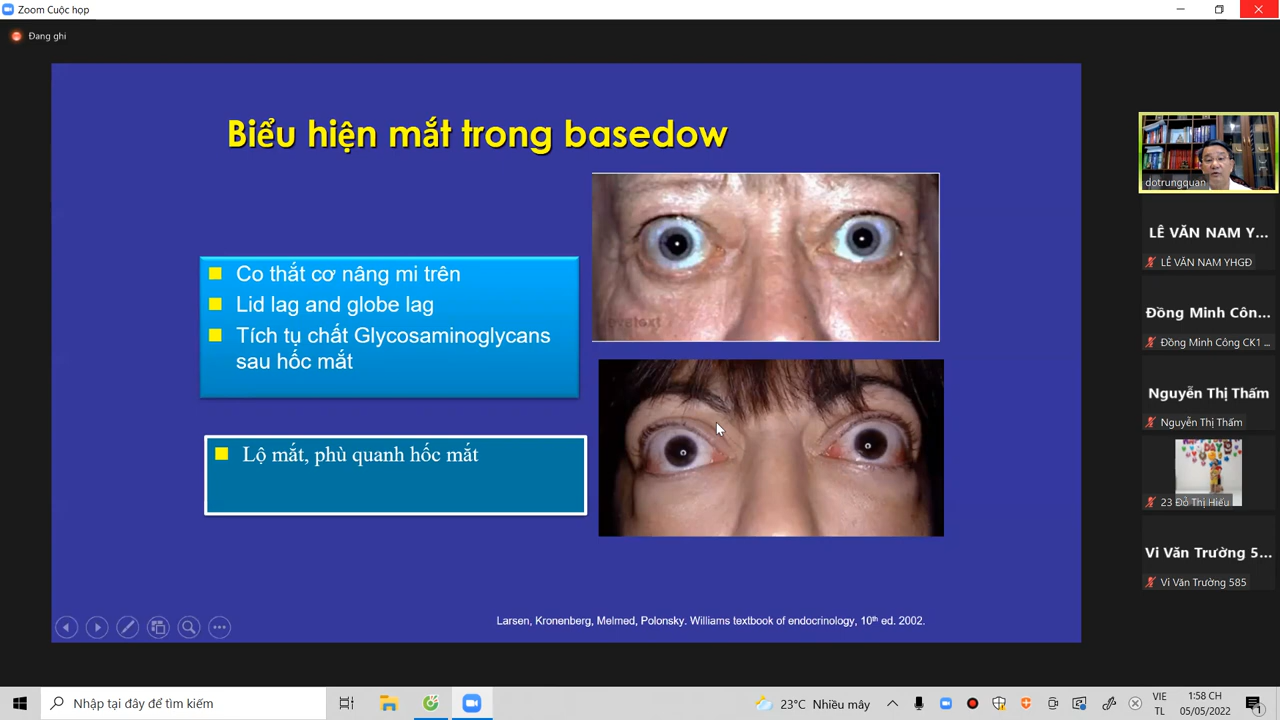 Zoom Cuộc họp
Đang ghi
Biểu hiện mắt trong basedow
Co thắt cơ nâng mi trên
Lid lag and globe lag
Tích tụ chất Glycosaminoglycans
sau hốc mắt
Lộ mắt, phù quanh hốc mắt
Larsen, Kronenberg, Melmed, Polonsky. Williams textbook of endocrinology, 10th ed. 2002.
dotrungquan
LÊ VĂN NAM Y...
LÊ VĂN NAM YHGĐ
Đồng Minh Côn...
Đồng Minh Công CK1 ...
Nguyễn Thị Thấm
Nguyễn Thị Thấm
23 Đỗ Thị Hiếu
Vi Văn Trường 5...
Vi Văn Trường 585
Nhập tại đây để tìm kiếm
23°C Nhiều mây
VIE
TL
1:58 CH
05/05/2022
1